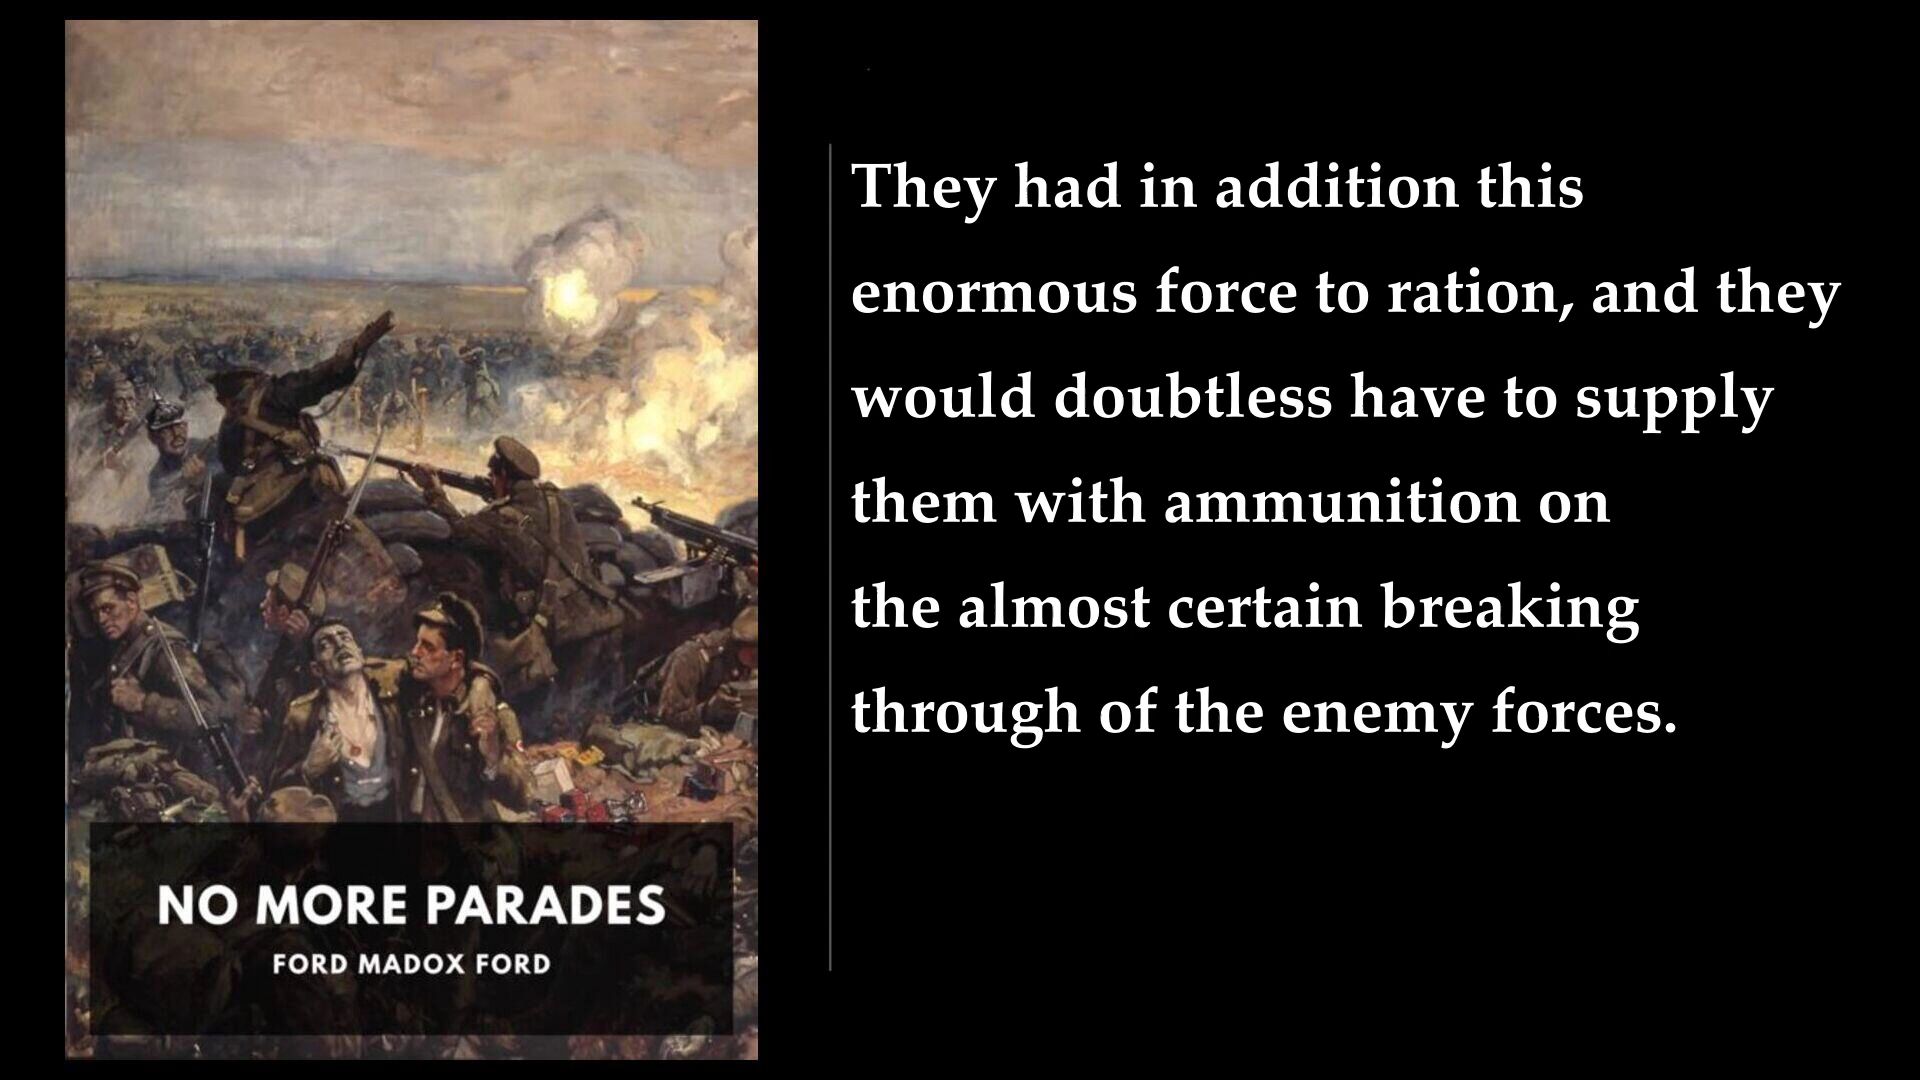 NO MORE PARADES
FORD MADOX FORD
They had in addition this
enormous force to ration, and they
would doubtless have to supply
them with ammunition on
the almost certain breaking
through of the enemy forces.